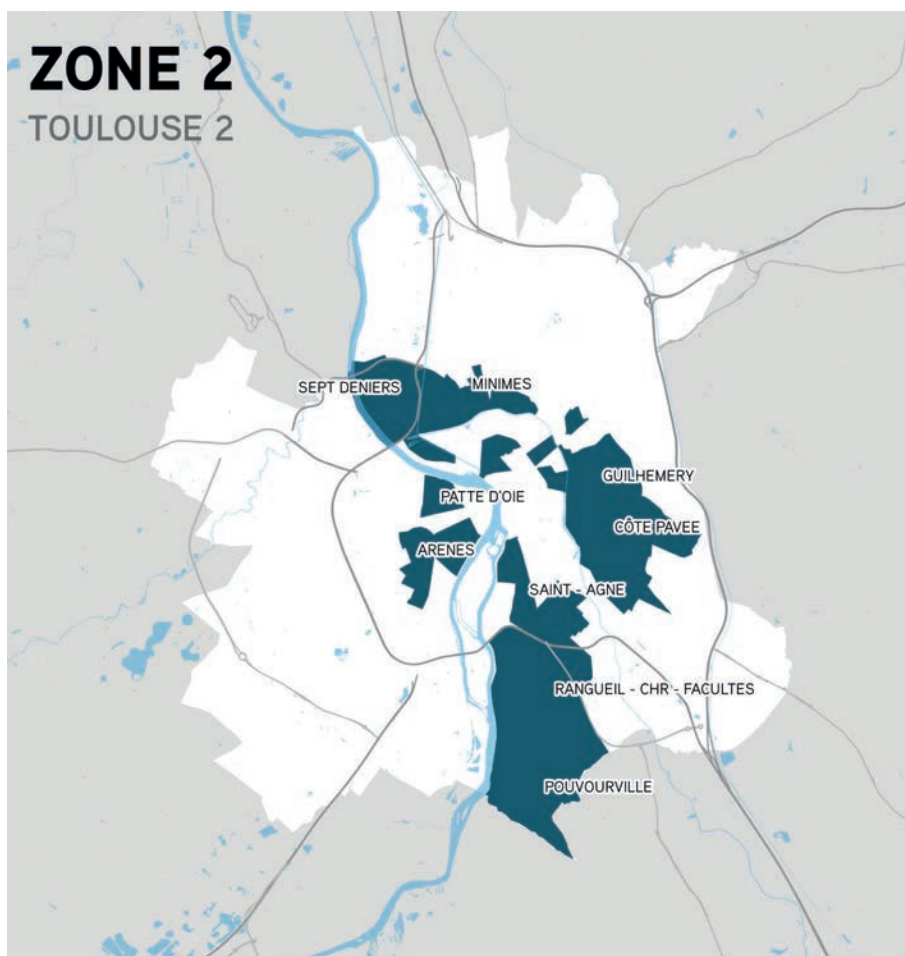 ZONE 2
TOULOUSE 2
SEPT DENIERS
MINIMES
GUILHEMERY
PATTE D'OIE
CÔTE PAVEE
ARENES
SAINT - AGNE
RANGUEIL - CHR - FACULTES
POUVOURVILLE